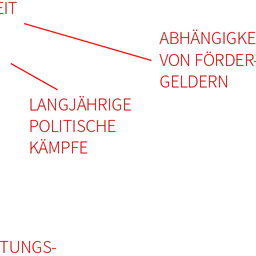 EIT
ABHÄNGIGKE
VON FÖRDER-
GELDERN
LANGJÄHRIGE
POLITISCHE
KÄMPFE
TUNGS-